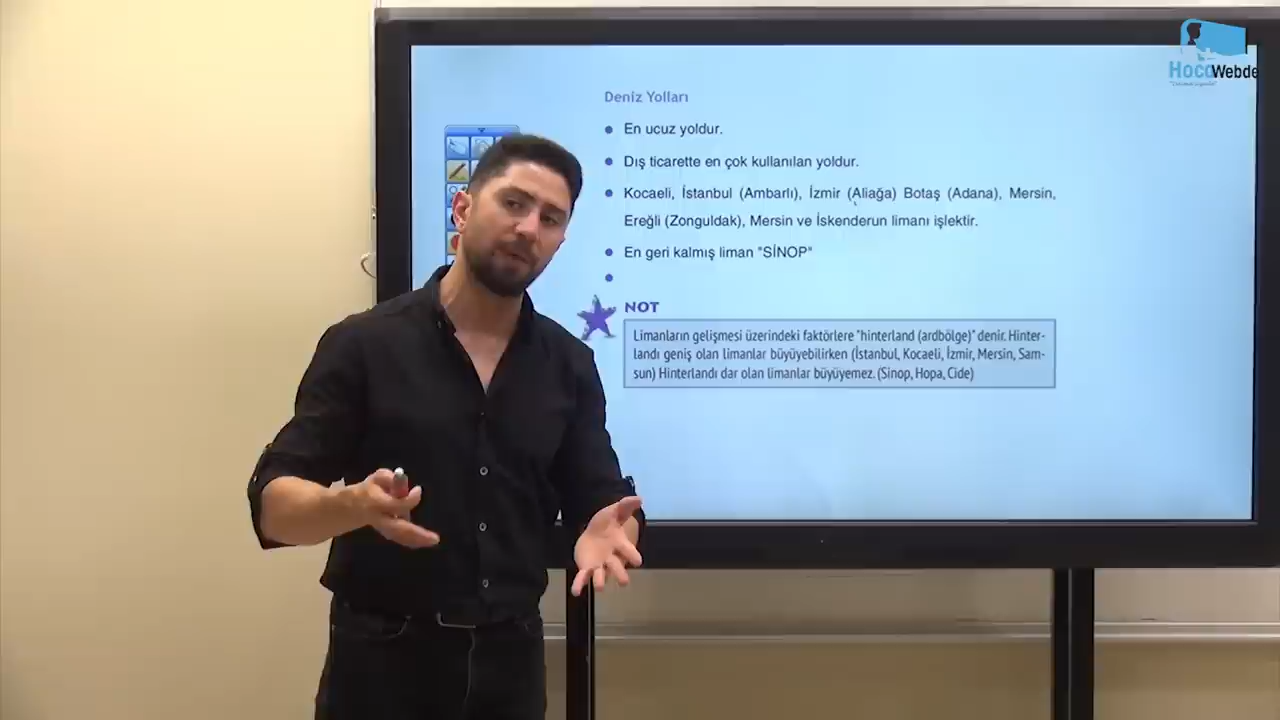 Hoca Webde
Deniz Yolları
En ucuz yoldur.
Dış ticarette en çok kullanılan yoldur.
Kocaeli, İstanbul (Ambarlı), İzmir (Aliağa) Botaş (Adana), Mersin,
Ereğli (Zonguldak), Mersin ve İskenderun limanı işlektir.
En geri kalmış liman "SİNOP"
NOT
Limanların gelişmesi üzerindeki faktörlere "hinterland (ardbölge)" denir. Hinter-
landı geniş olan limanlar büyüyebilirken (İstanbul, Kocaeli, İzmir, Mersin, Sam-
sun) Hinterlandı dar olan limanlar büyüyemez. (Sinop, Hopa, Cide)